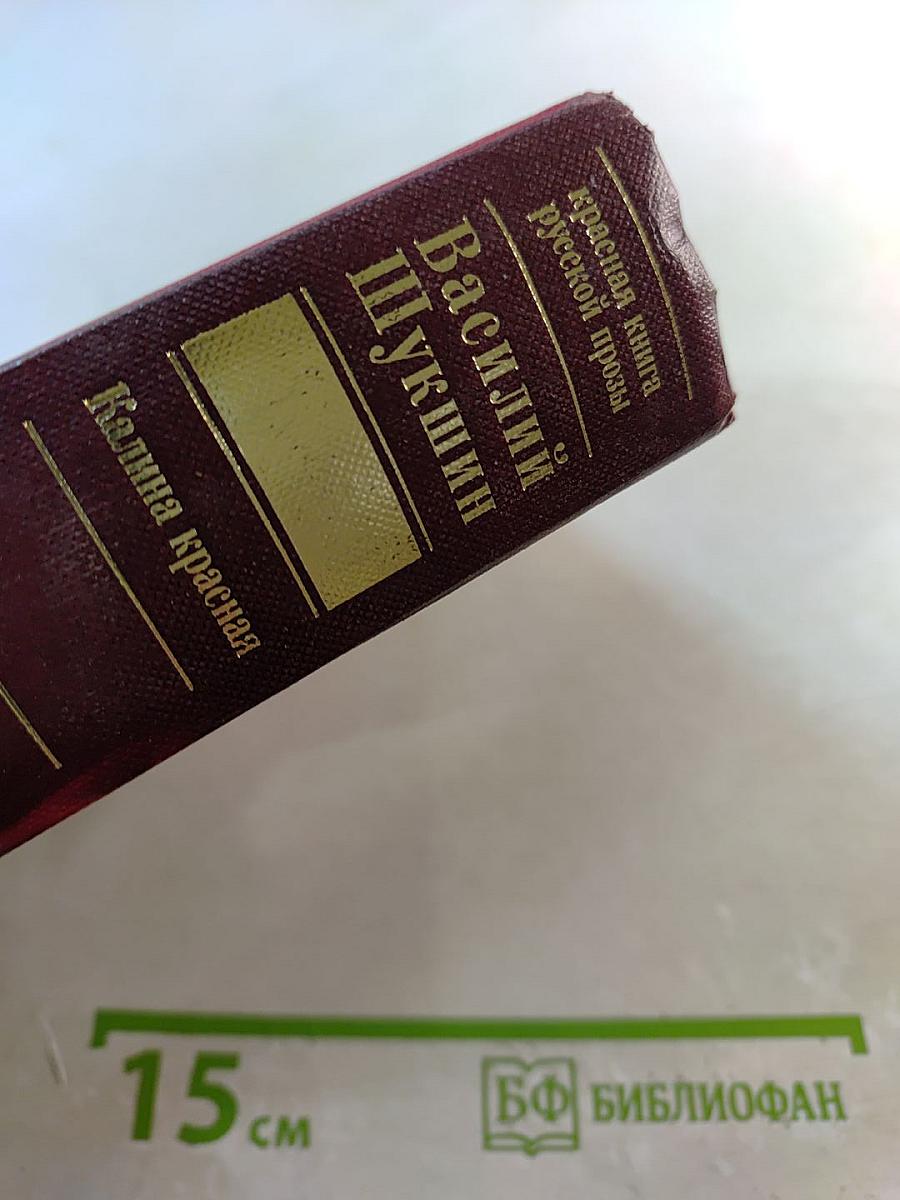 красная книга
русской прозы
Василий
Шукшин
Калина красная
15 см
БФ БИБЛИОФАН